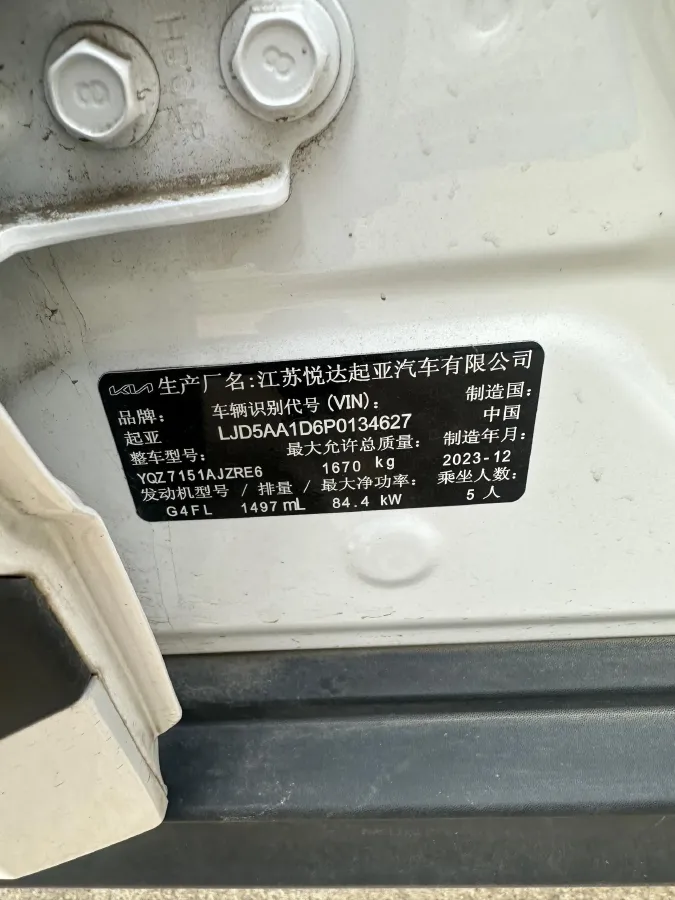 8
8
KIA 生产厂名:江苏悦达起亚汽车有限公司
品牌: 车辆识别代号(VIN): 制造国:
起亚 LJD5AA1D6P0134627 中国
整车型号: 最大允许总质量: 制造年月:
YQZ7151AJZRE6 1670 kg 2023-12
发动机型号 / 排量 / 最大净功率: 乘坐人数:
G4FL 1497mL 84.4 kW 5 人